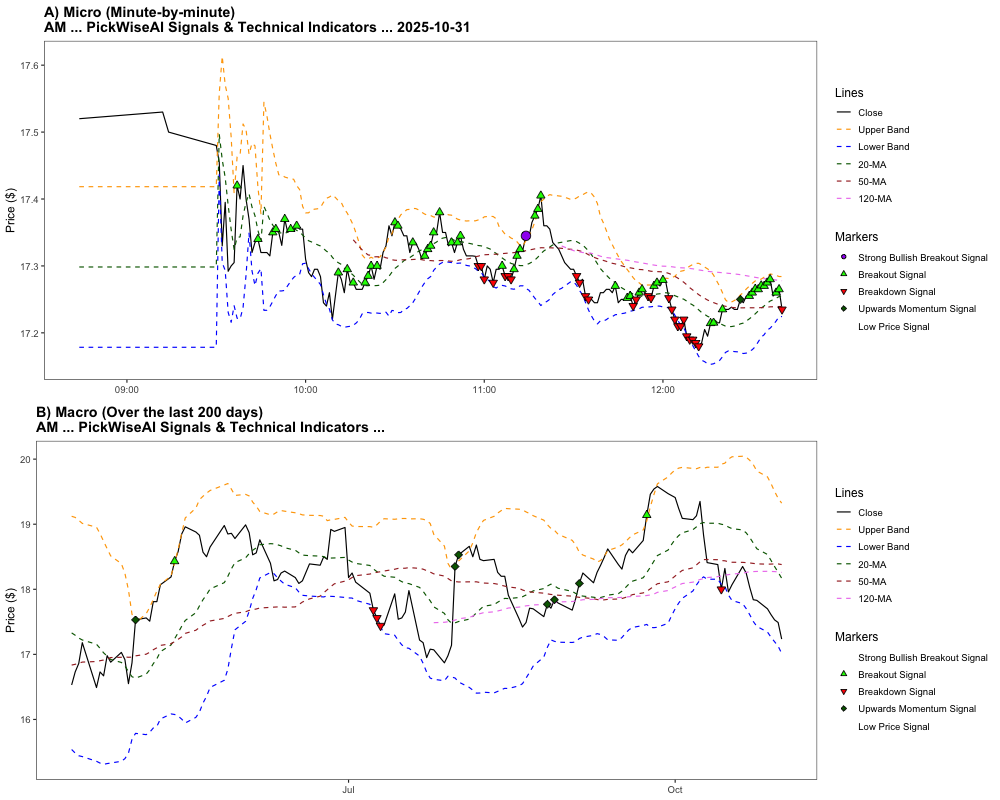 A) Micro (Minute-by-minute)
AM ... PickWiseAI Signals & Technical Indicators ... 2025-10-31
17.6
17.5
17.4
17.3
17.2
Price ($)
09:00
10:00
11:00
12:00
Lines
Close
Upper Band
Lower Band
20-MA
50-MA
120-MA
Markers
Strong Bullish Breakout Signal
Breakout Signal
Breakdown Signal
Upwards Momentum Signal
Low Price Signal
B) Macro (Over the last 200 days)
AM ... PickWiseAI Signals & Technical Indicators ...
20
19
18
17
16
Price ($)
Jul
Oct
Lines
Close
Upper Band
Lower Band
20-MA
50-MA
120-MA
Markers
Strong Bullish Breakout Signal
Breakout Signal
Breakdown Signal
Upwards Momentum Signal
Low Price Signal